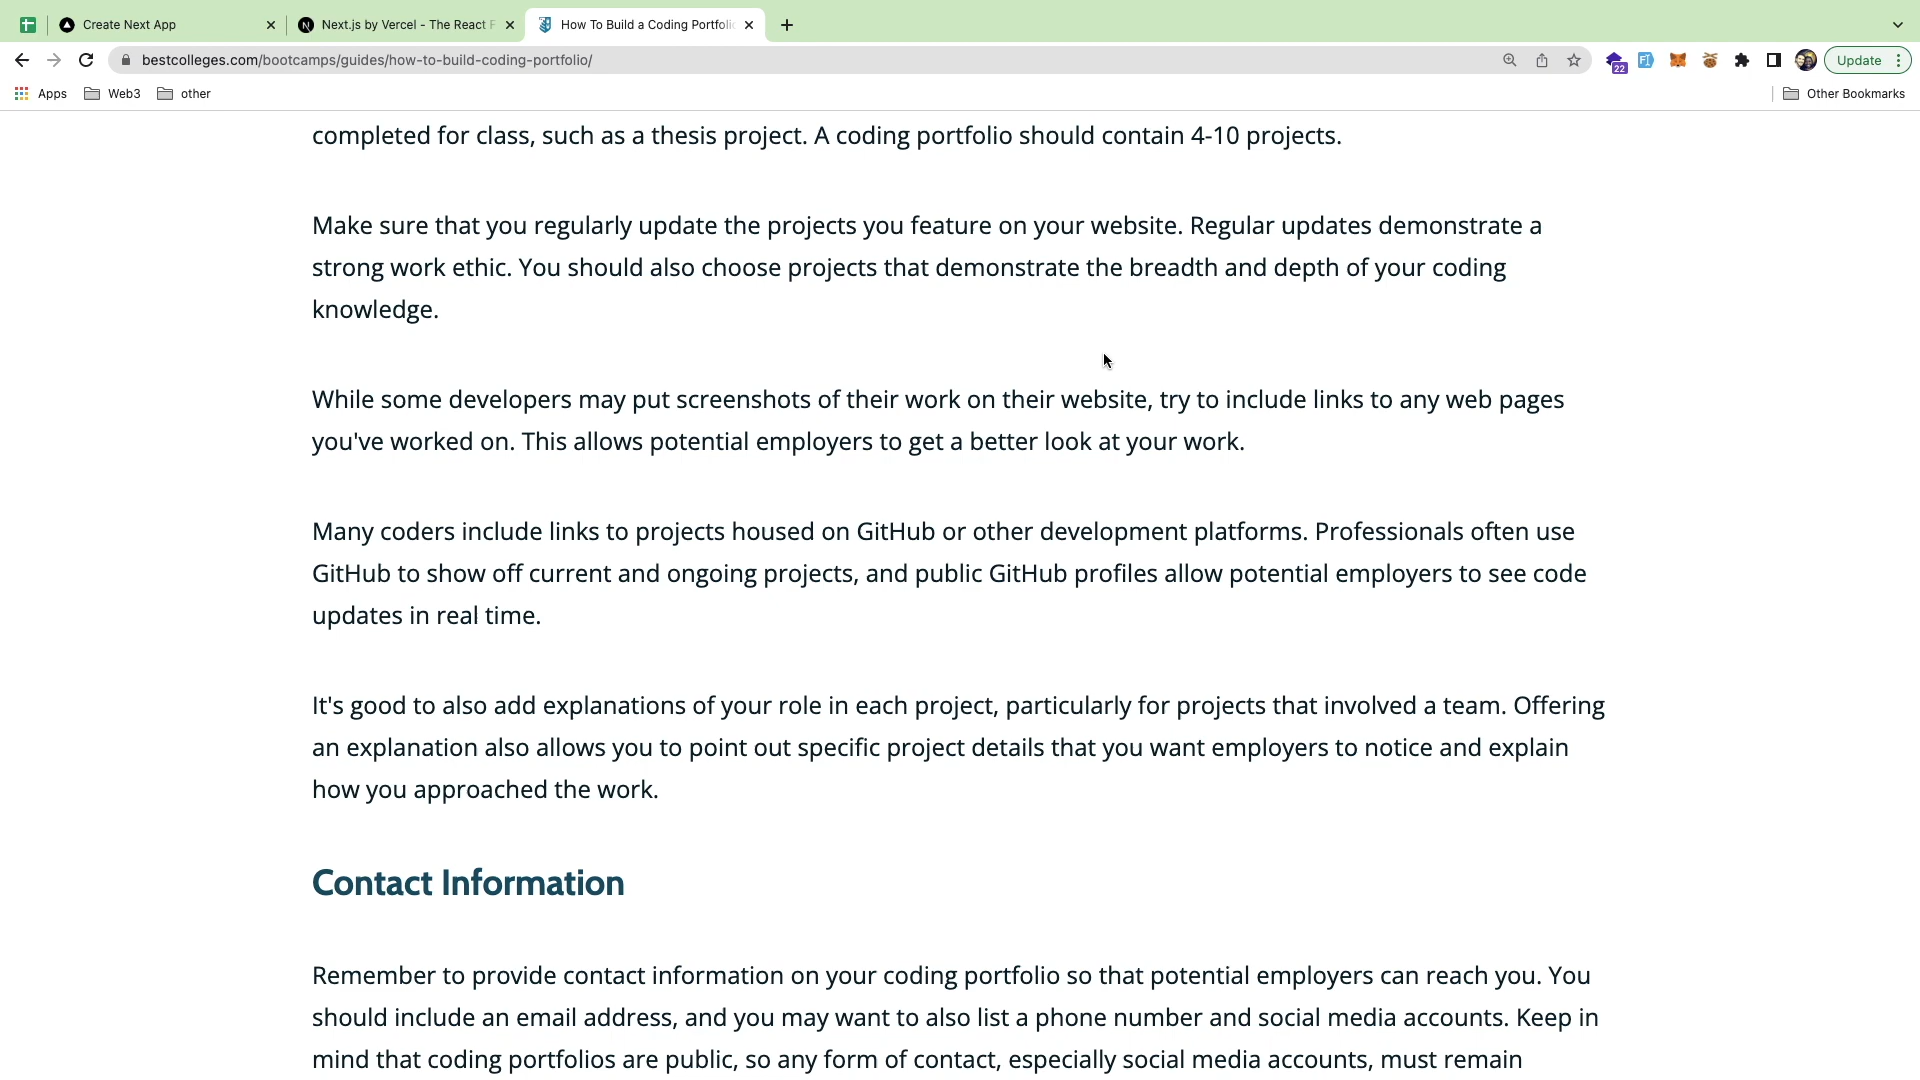 Create Next App
Next.js by Vercel - The React F
How To Build a Coding Portfolio
bestcolleges.com/bootcamps/guides/how-to-build-coding-portfolio/
22
Update
Apps
Web3
other
Other Bookmarks
completed for class, such as a thesis project. A coding portfolio should contain 4-10 projects.
Make sure that you regularly update the projects you feature on your website. Regular updates demonstrate a
strong work ethic. You should also choose projects that demonstrate the breadth and depth of your coding
knowledge.
While some developers may put screenshots of their work on their website, try to include links to any web pages
you've worked on. This allows potential employers to get a better look at your work.
Many coders include links to projects housed on GitHub or other development platforms. Professionals often use
GitHub to show off current and ongoing projects, and public GitHub profiles allow potential employers to see code
updates in real time.
It's good to also add explanations of your role in each project, particularly for projects that involved a team. Offering
an explanation also allows you to point out specific project details that you want employers to notice and explain
how you approached the work.
Contact Information
Remember to provide contact information on your coding portfolio so that potential employers can reach you. You
should include an email address, and you may want to also list a phone number and social media accounts. Keep in
mind that coding portfolios are public, so any form of contact, especially social media accounts, must remain